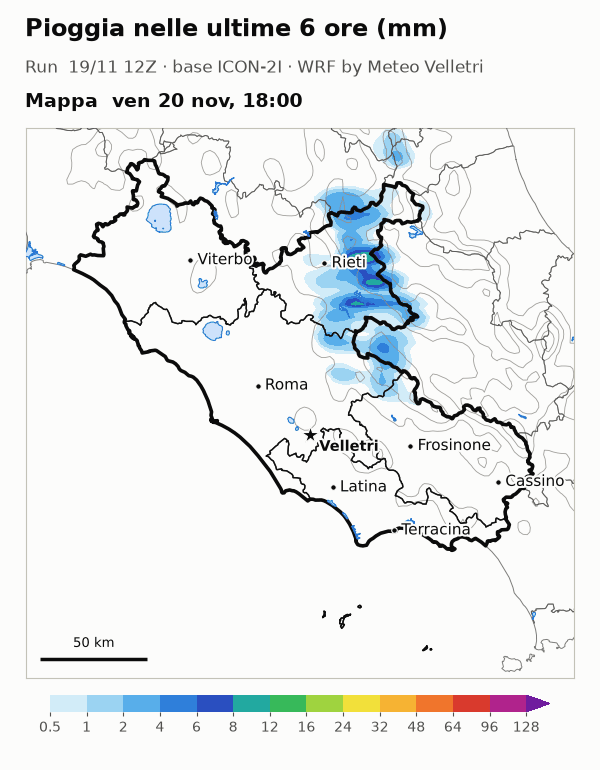 Pioggia nelle ultime 6 ore (mm)
Run  19/11 12Z · base ICON-2I · WRF by Meteo Velletri
Mappa  ven 20 nov, 18:00
Viterbo
Rieti
Roma
Velletri
Frosinone
Latina
Cassino
Terracina
50 km
0.5 1 2 4 6 8 12 16 24 32 48 64 96 128